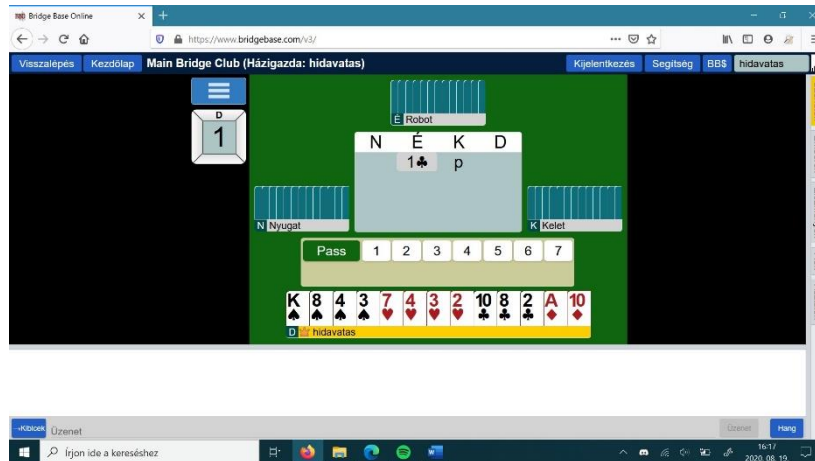 Bridge Base Online
https://www.bridgebase.com/v3/
Visszalépés Kezdőlap Main Bridge Club (Házigazda: hidavatas) Kijelentkezés Segítség BB$ hidavatas
D
1
É Robot
N É K D
1♣ p
N Nyugat
K Kelet
Pass 1 2 3 4 5 6 7
K 8 4 3 7 4 3 2 10 8 2 A 10
♠ ♠ ♠ ♠ ♥ ♥ ♥ ♥ ♣ ♣ ♣ ♦ ♦
D hidavatas
→Kibicek Üzenet Üzenet Hang
Írjon ide a kereséshez
16:17
2020. 08. 19.